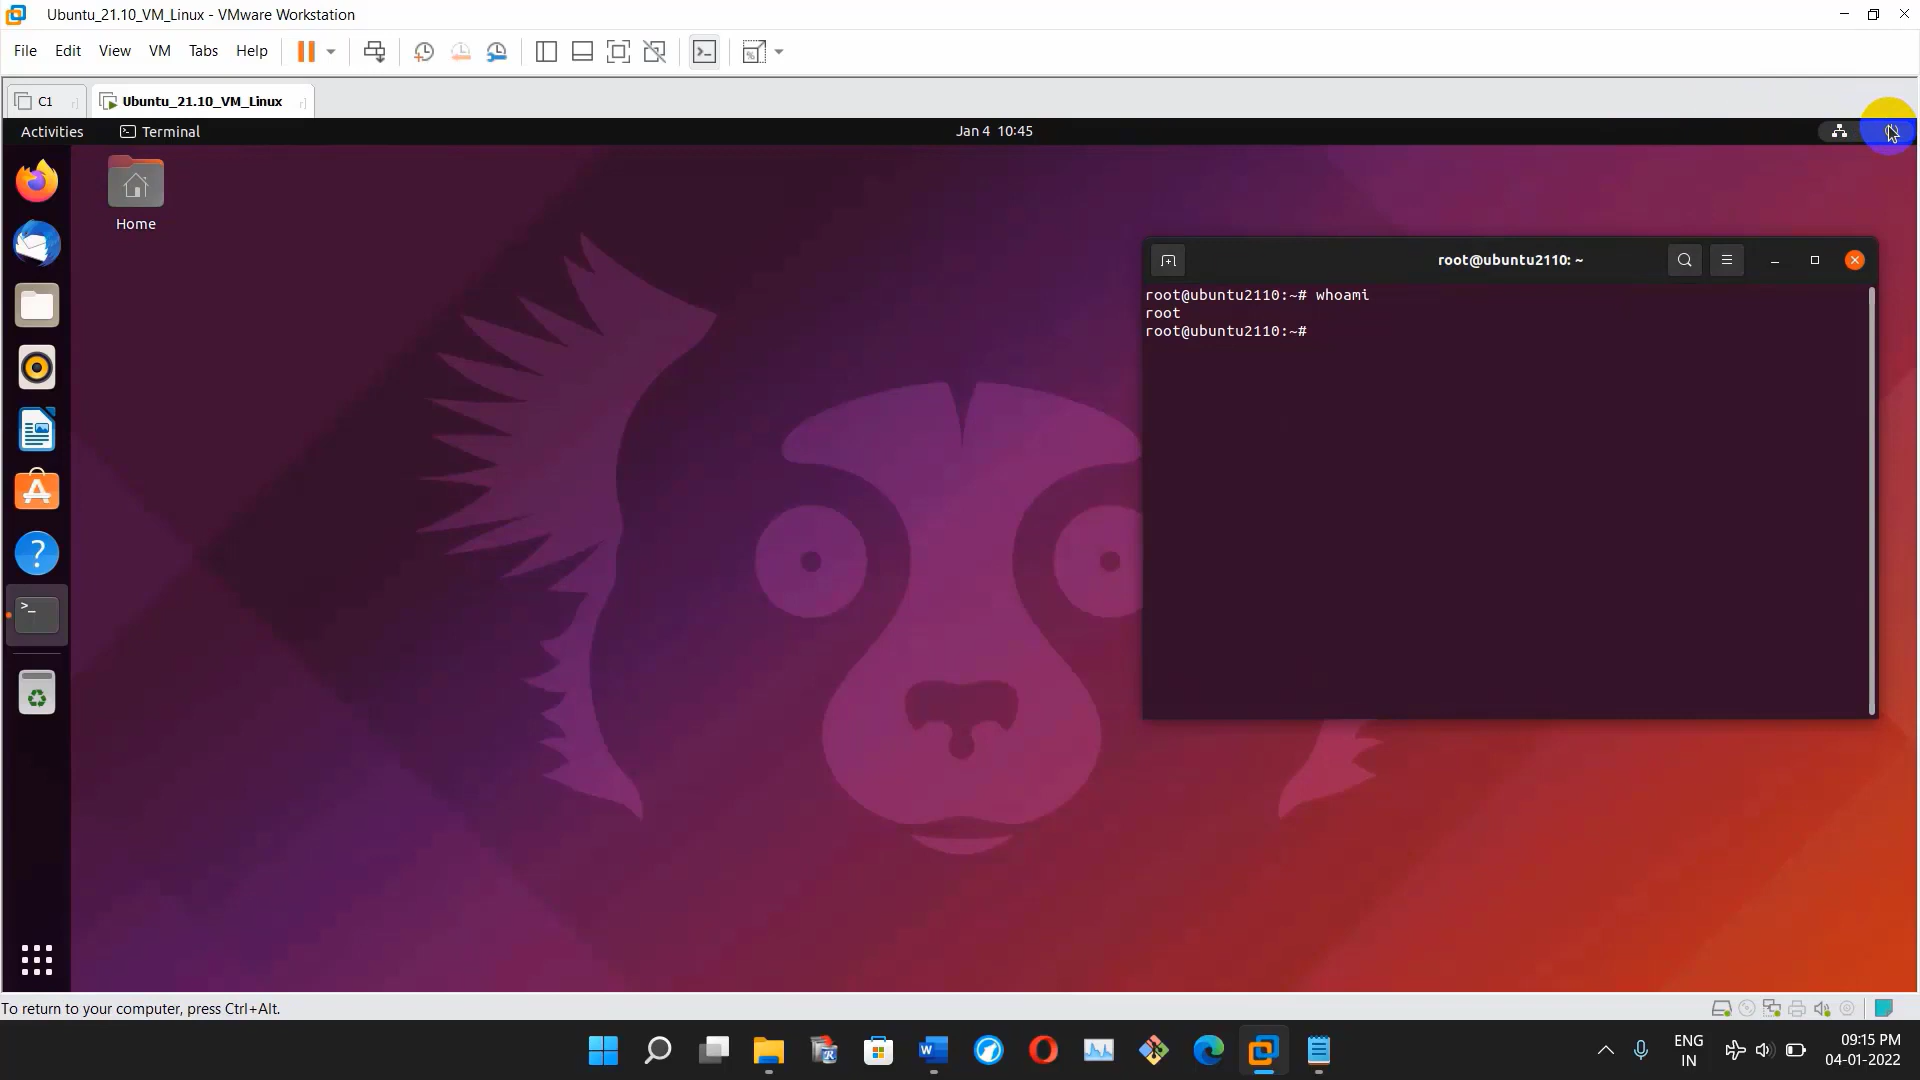 Ubuntu_21.10_VM_Linux - VMware Workstation
File Edit View VM Tabs Help
C1 Ubuntu_21.10_VM_Linux
Activities Terminal Jan 4 10:45
Home
root@ubuntu2110: ~
root@ubuntu2110:~# whoami
root
root@ubuntu2110:~#
To return to your computer, press Ctrl+Alt.
ENG
IN
09:15 PM
04-01-2022